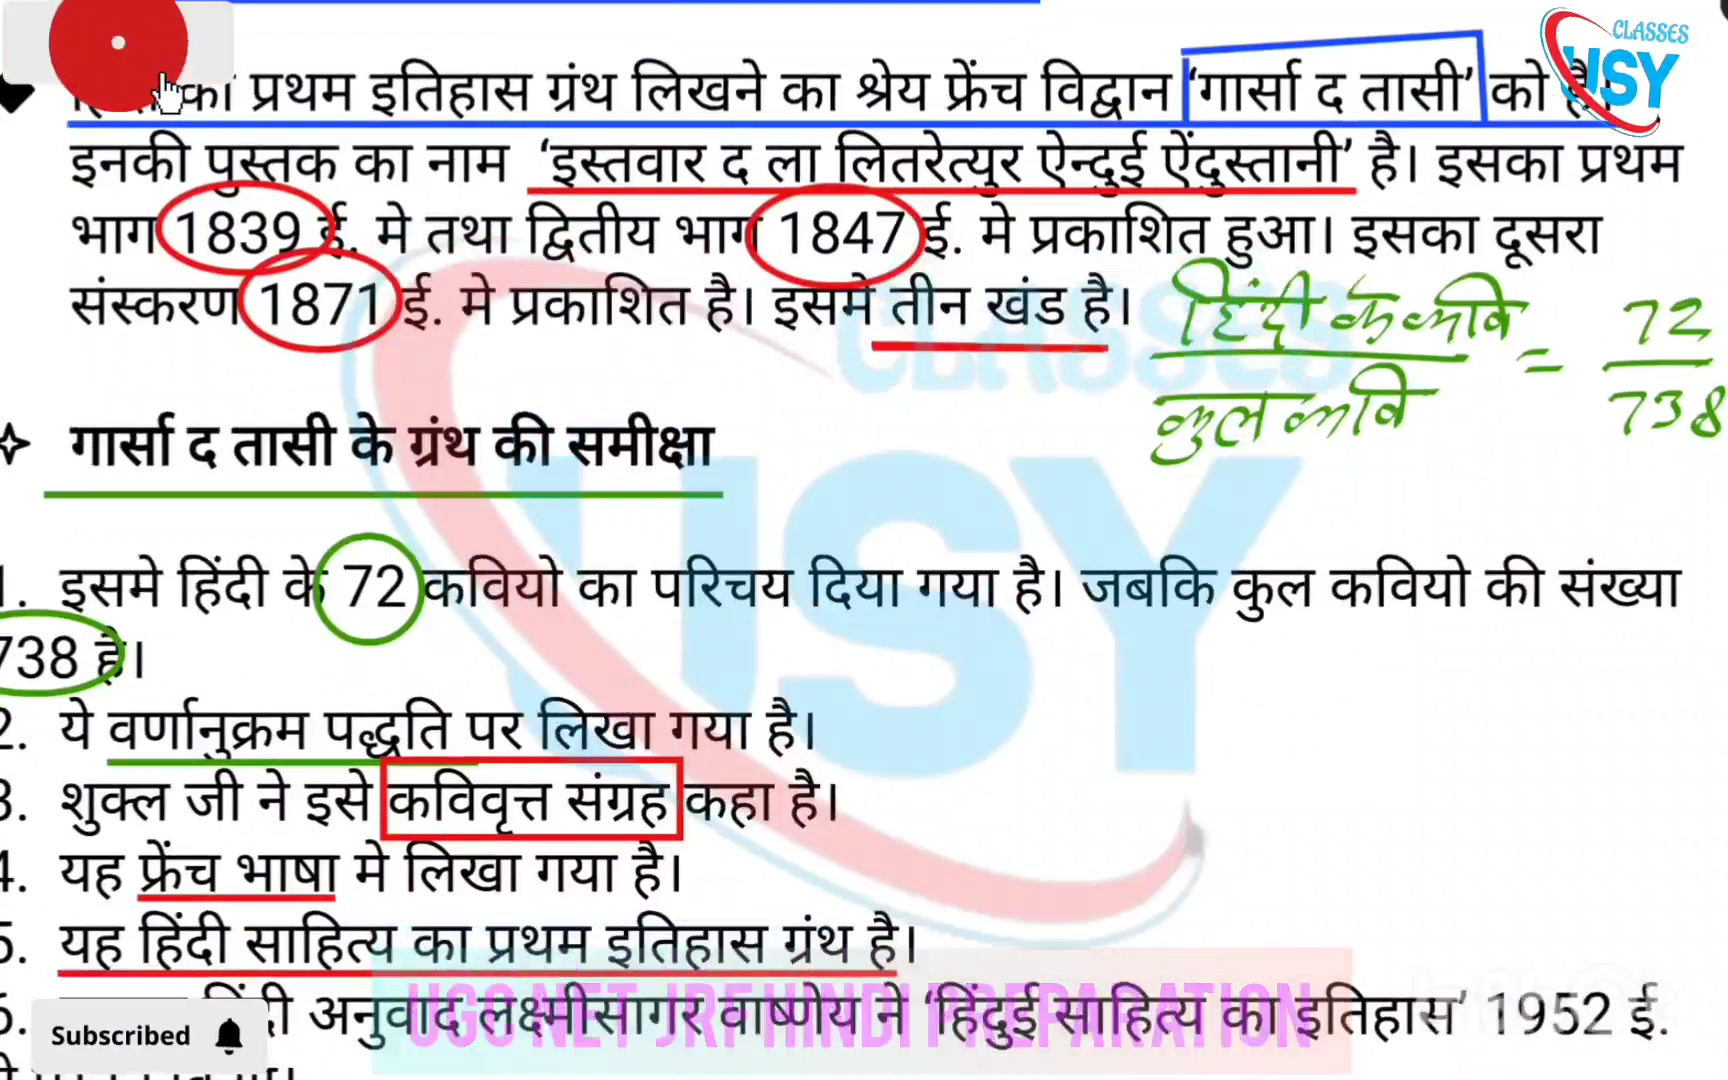 CLASSES
USY
का प्रथम इतिहास ग्रंथ लिखने का श्रेय फ्रेंच विद्वान 'गार्सा द तासी' को है।
इनकी पुस्तक का नाम 'इस्तवार द ला लितरेत्युर ऐन्दुई ऐंदुस्तानी' है। इसका प्रथम
भाग 1839 ई. मे तथा द्वितीय भाग 1847 ई. मे प्रकाशित हुआ। इसका दूसरा
संस्करण 1871 ई. मे प्रकाशित है। इसमे तीन खंड है।
हिंदी के कवि = 72
कुल कवि 738
CLASSES
USY
गार्सा द तासी के ग्रंथ की समीक्षा
1. इसमे हिंदी के 72 कवियो का परिचय दिया गया है। जबकि कुल कवियो की संख्या
738 है।
2. ये वर्णानुक्रम पद्धति पर लिखा गया है।
3. शुक्ल जी ने इसे कविवृत्त संग्रह कहा है।
4. यह फ्रेंच भाषा मे लिखा गया है।
5. यह हिंदी साहित्य का प्रथम इतिहास ग्रंथ है।
6. अनुवाद लक्ष्मीसागर वाष्णेय ने 'हिंदुई साहित्य का इतिहास' 1952 ई.
UGC NET JRF HINDI PREPARATION
Subscribed